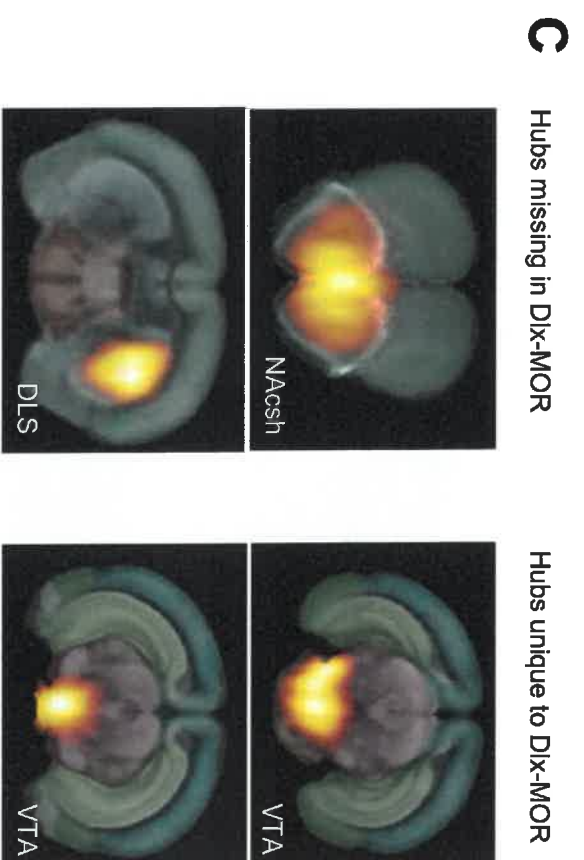 C
Hubs missing in Dlx-MOR
NAcsh
DLS
Hubs unique to Dlx-MOR
VTA
VTA